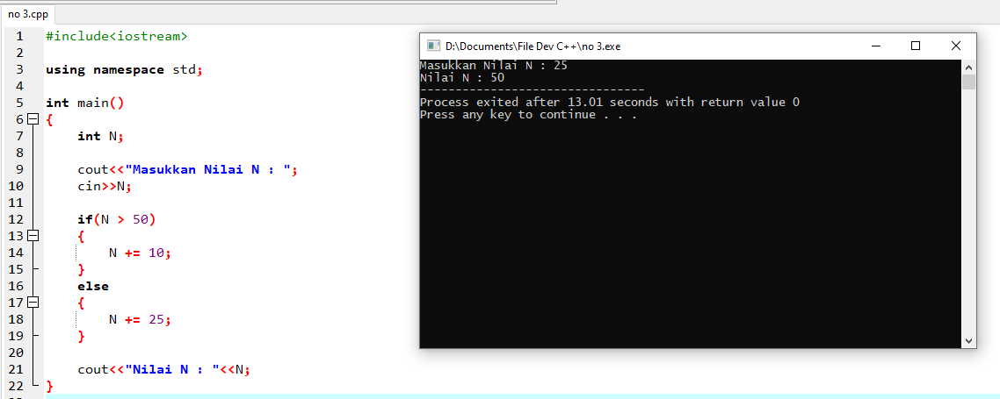 no 3.cpp
1 #include<iostream>
2
3 using namespace std;
4
5 int main()
6 {
7 int N;
8
9 cout<<"Masukkan Nilai N : ";
10 cin>>N;
11
12 if(N > 50)
13 {
14 N += 10;
15 }
16 else
17 {
18 N += 25;
19 }
20
21 cout<<"Nilai N : "<<N;
22 }
D:\Documents\File Dev C++\no 3.exe
Masukkan Nilai N : 25
Nilai N : 50
--------------------------------
Process exited after 13.01 seconds with return value 0
Press any key to continue . . .